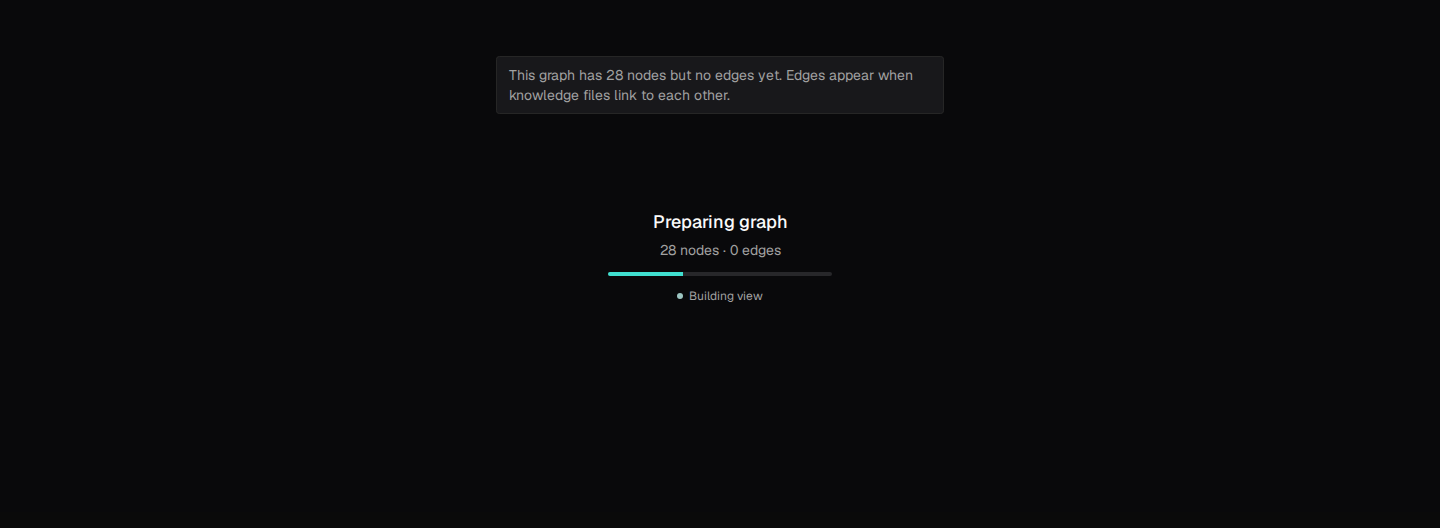 This graph has 28 nodes but no edges yet. Edges appear when
knowledge files link to each other.
Preparing graph
28 nodes · 0 edges
Building view